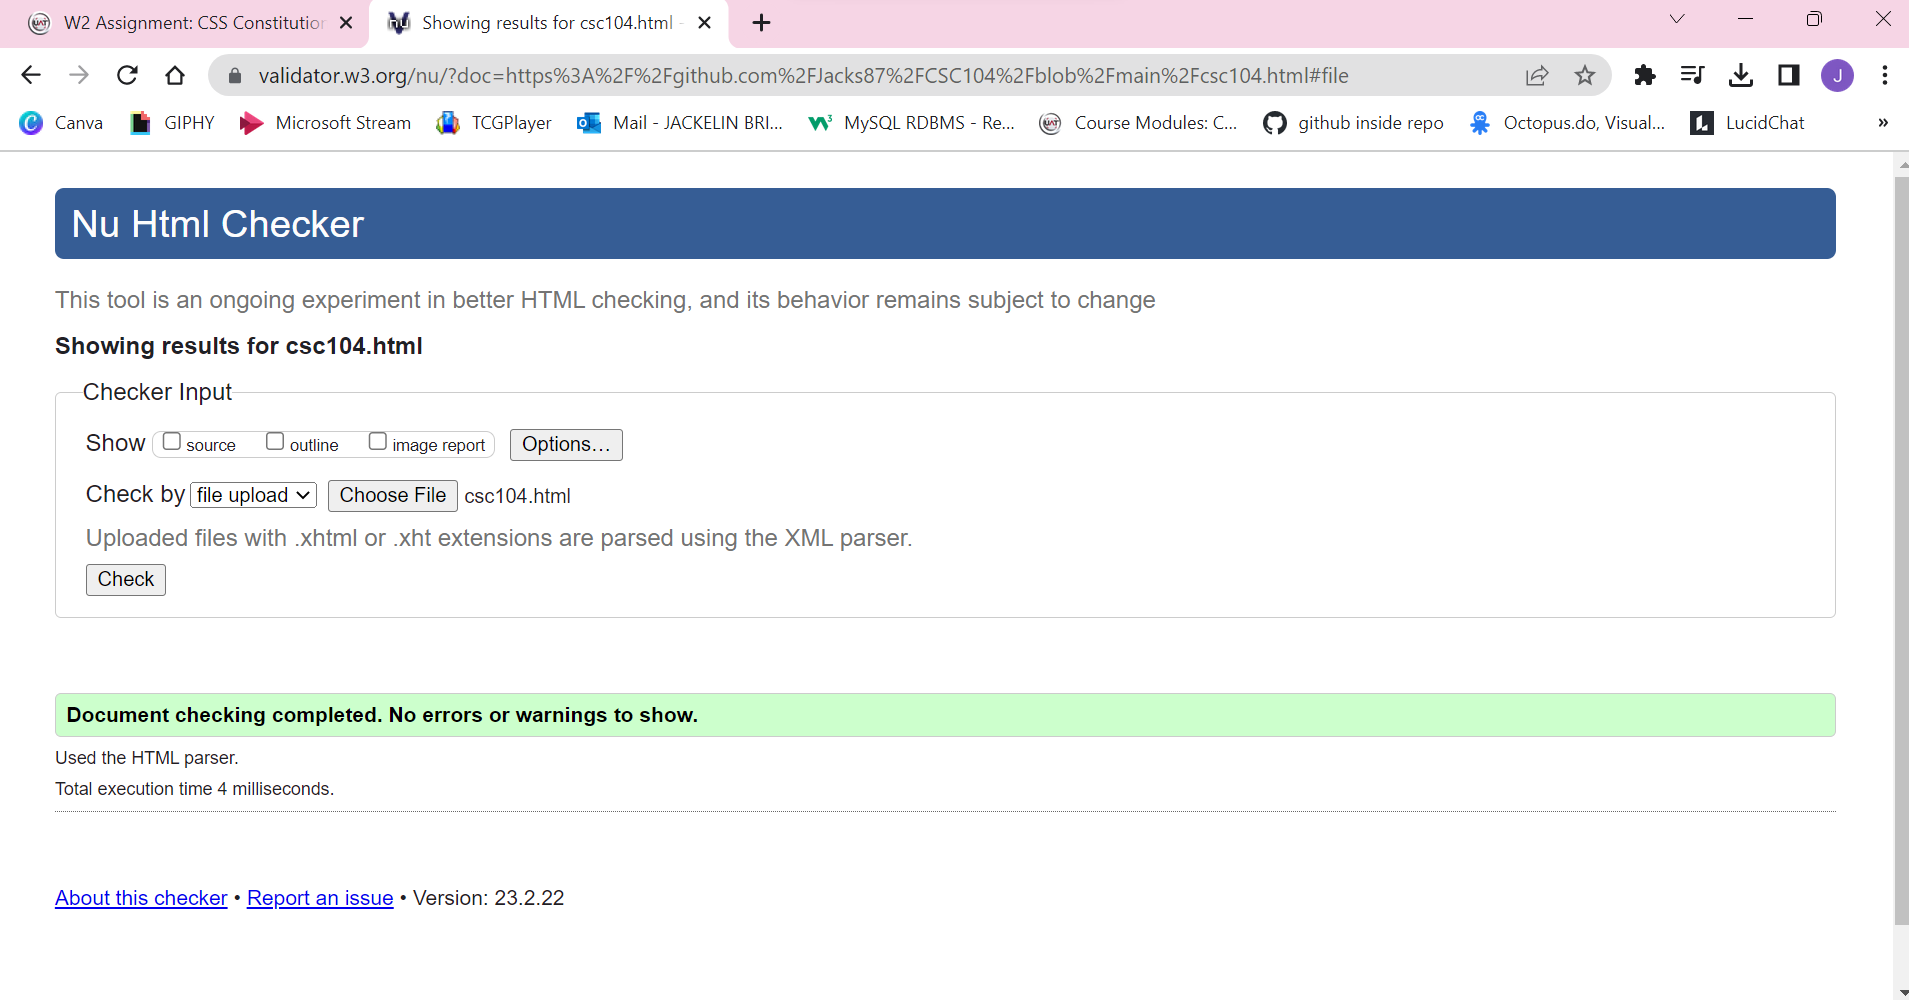 W2 Assignment: CSS Constitution
Showing results for csc104.html -
validator.w3.org/nu/?doc=https%3A%2F%2Fgithub.com%2FJacks87%2FCSC104%2Fblob%2Fmain%2Fcsc104.html#file
J
Canva
GIPHY
Microsoft Stream
TCGPlayer
Mail - JACKELIN BRI...
MySQL RDBMS - Re...
Course Modules: C...
github inside repo
Octopus.do, Visual...
LucidChat
»
Nu Html Checker
This tool is an ongoing experiment in better HTML checking, and its behavior remains subject to change
Showing results for csc104.html
Checker Input
Show source outline image report Options...
Check by file upload Choose File csc104.html
Uploaded files with .xhtml or .xht extensions are parsed using the XML parser.
Check
Document checking completed. No errors or warnings to show.
Used the HTML parser.
Total execution time 4 milliseconds.
About this checker • Report an issue • Version: 23.2.22